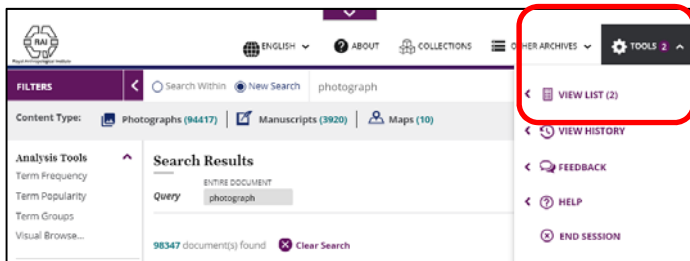 RAI
Royal Anthropological Institute
ENGLISH
ABOUT
COLLECTIONS
OTHER ARCHIVES
TOOLS 2
FILTERS
Search Within
New Search
photograph
VIEW LIST (2)
Content Type:
Photographs (94417)
Manuscripts (3920)
Maps (10)
VIEW HISTORY
Analysis Tools
Search Results
FEEDBACK
Term Frequency
ENTIRE DOCUMENT
Term Popularity
Query
photograph
HELP
Term Groups
Visual Browse...
98347 document(s) found
Clear Search
END SESSION